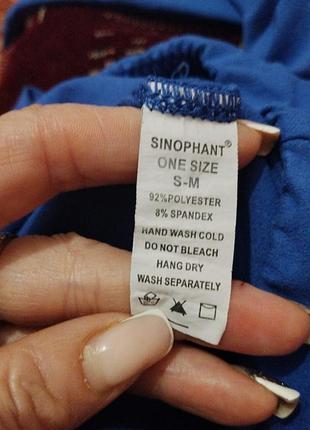 SINOPHANT®
ONE SIZE
S-M
92%POLYESTER
8% SPANDEX
HAND WASH COLD
DO NOT BLEACH
HANG DRY
WASH SEPARATELY